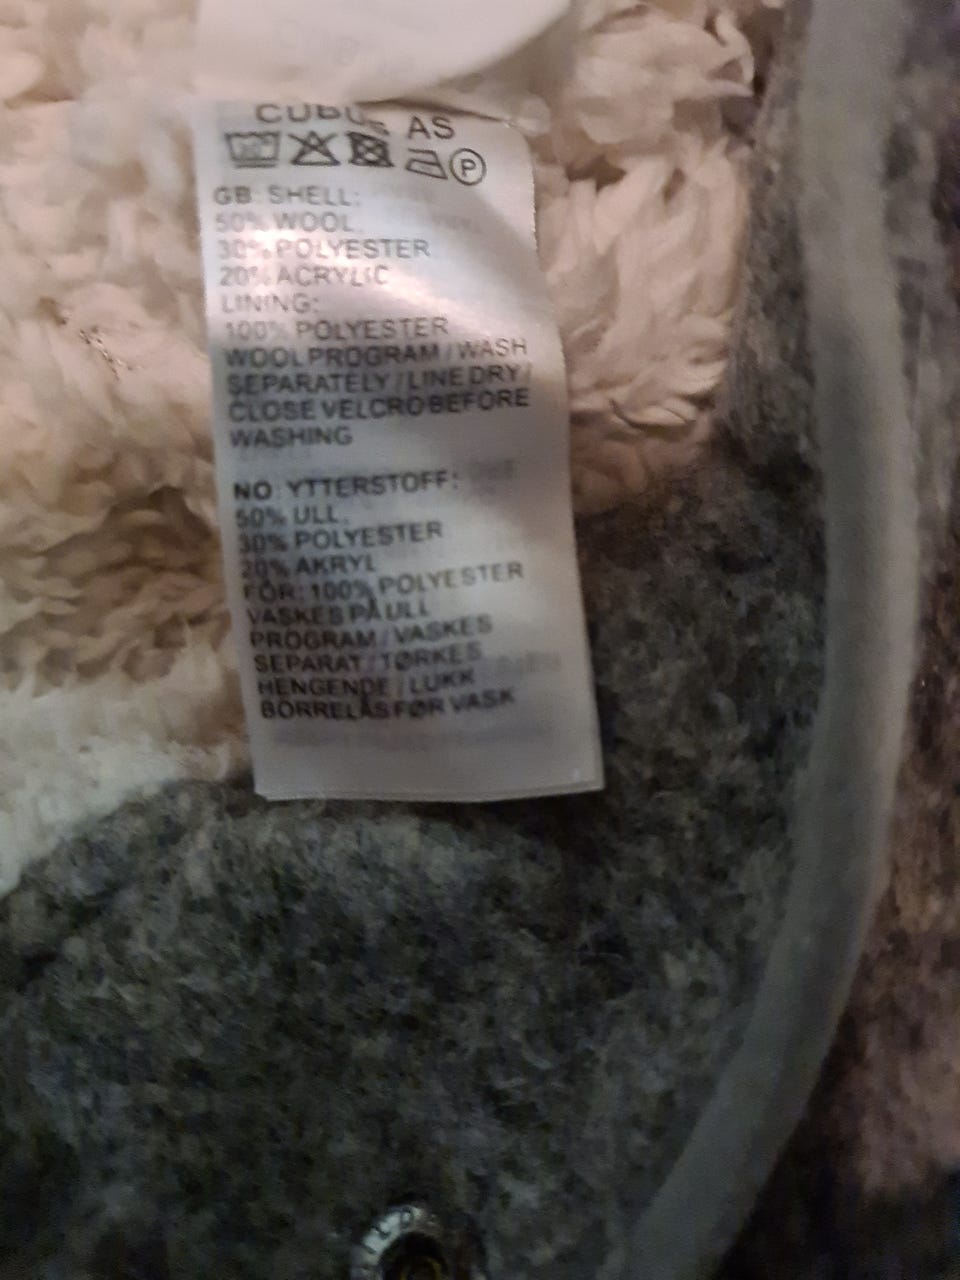 CUBUS AS
P
GB: SHELL:
50% WOOL
30% POLYESTER
20% ACRYLIC
LINING:
100% POLYESTER
WOOL PROGRAM / WASH
SEPARATELY / LINE DRY /
CLOSE VELCRO BEFORE
WASHING
NO: YTTERSTOFF:
50% ULL
30% POLYESTER
20% AKRYL
FÔR: 100% POLYESTER
VASKES PÅ ULL
PROGRAM / VASKES
SEPARAT / TØRKES
HENGENDE / LUKK
BORRELÅS FØR VASK